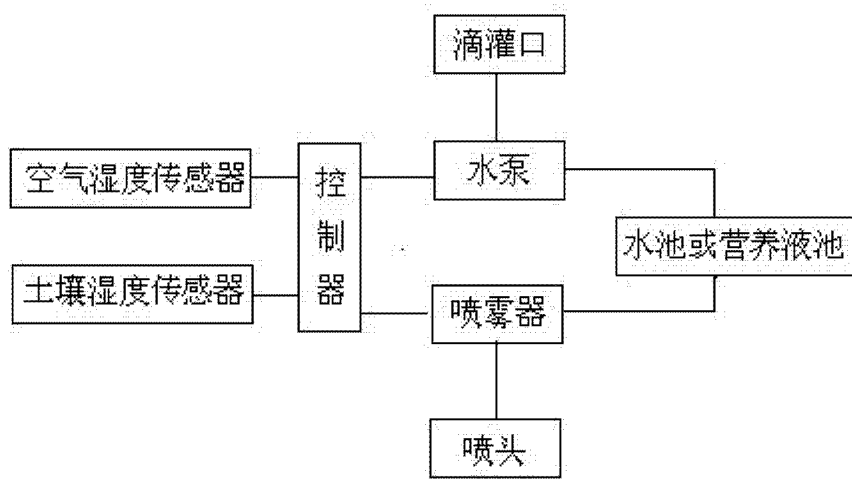 滴灌口
空气湿度传感器
控制器
水泵
水池或营养液池
土壤湿度传感器
喷雾器
喷头